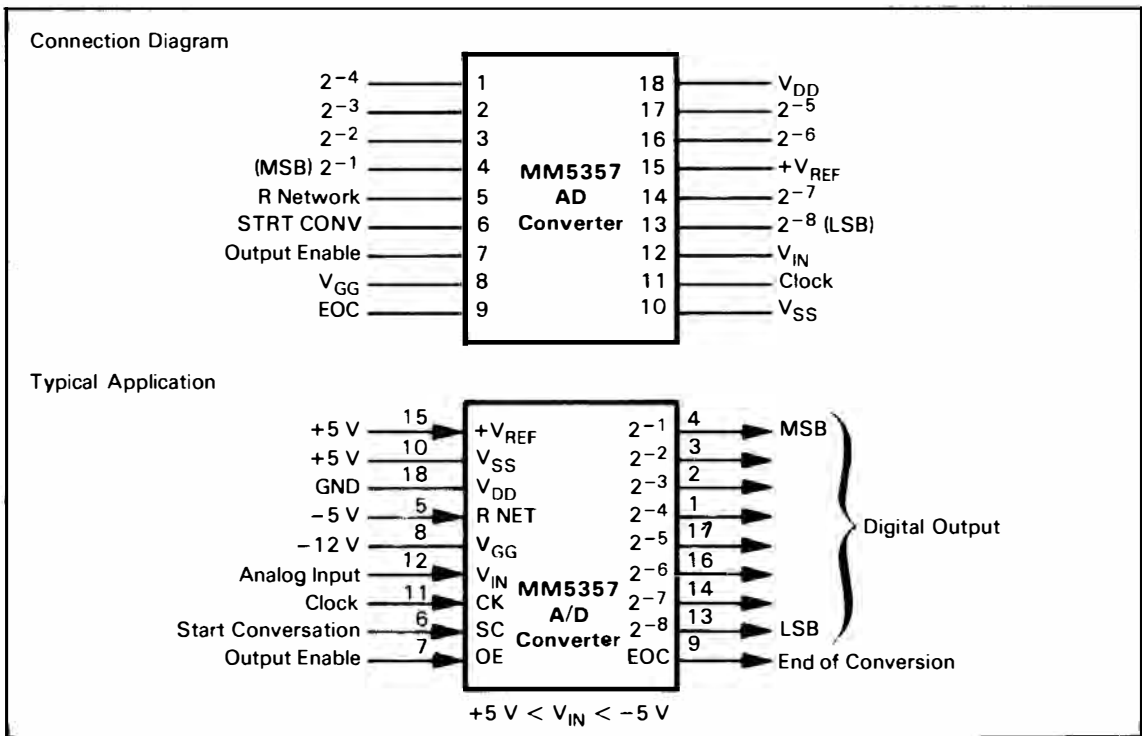 Connection Diagram
2⁻⁴ 1 18 V_DD
2⁻³ 2 17 2⁻⁵
2⁻² 3 16 2⁻⁶
(MSB) 2⁻¹ 4 MM5357 15 +V_REF
R Network 5 AD 14 2⁻⁷
STRT CONV 6 Converter 13 2⁻⁸ (LSB)
Output Enable 7 12 V_IN
V_GG 8 11 Clock
EOC 9 10 V_SS
Typical Application
+5 V 15 +V_REF 2⁻¹ 4 MSB
+5 V 10 V_SS 2⁻² 3
GND 18 V_DD 2⁻³ 2
−5 V 5 R NET 2⁻⁴ 1
−12 V 8 V_GG 2⁻⁵ 17 Digital Output
Analog Input 12 V_IN MM5357 2⁻⁶ 16
Clock 11 CK A/D 2⁻⁷ 14
Start Conversation 6 SC Converter 2⁻⁸ 13 LSB
Output Enable 7 OE EOC 9 End of Conversion
+5 V < V_IN < −5 V